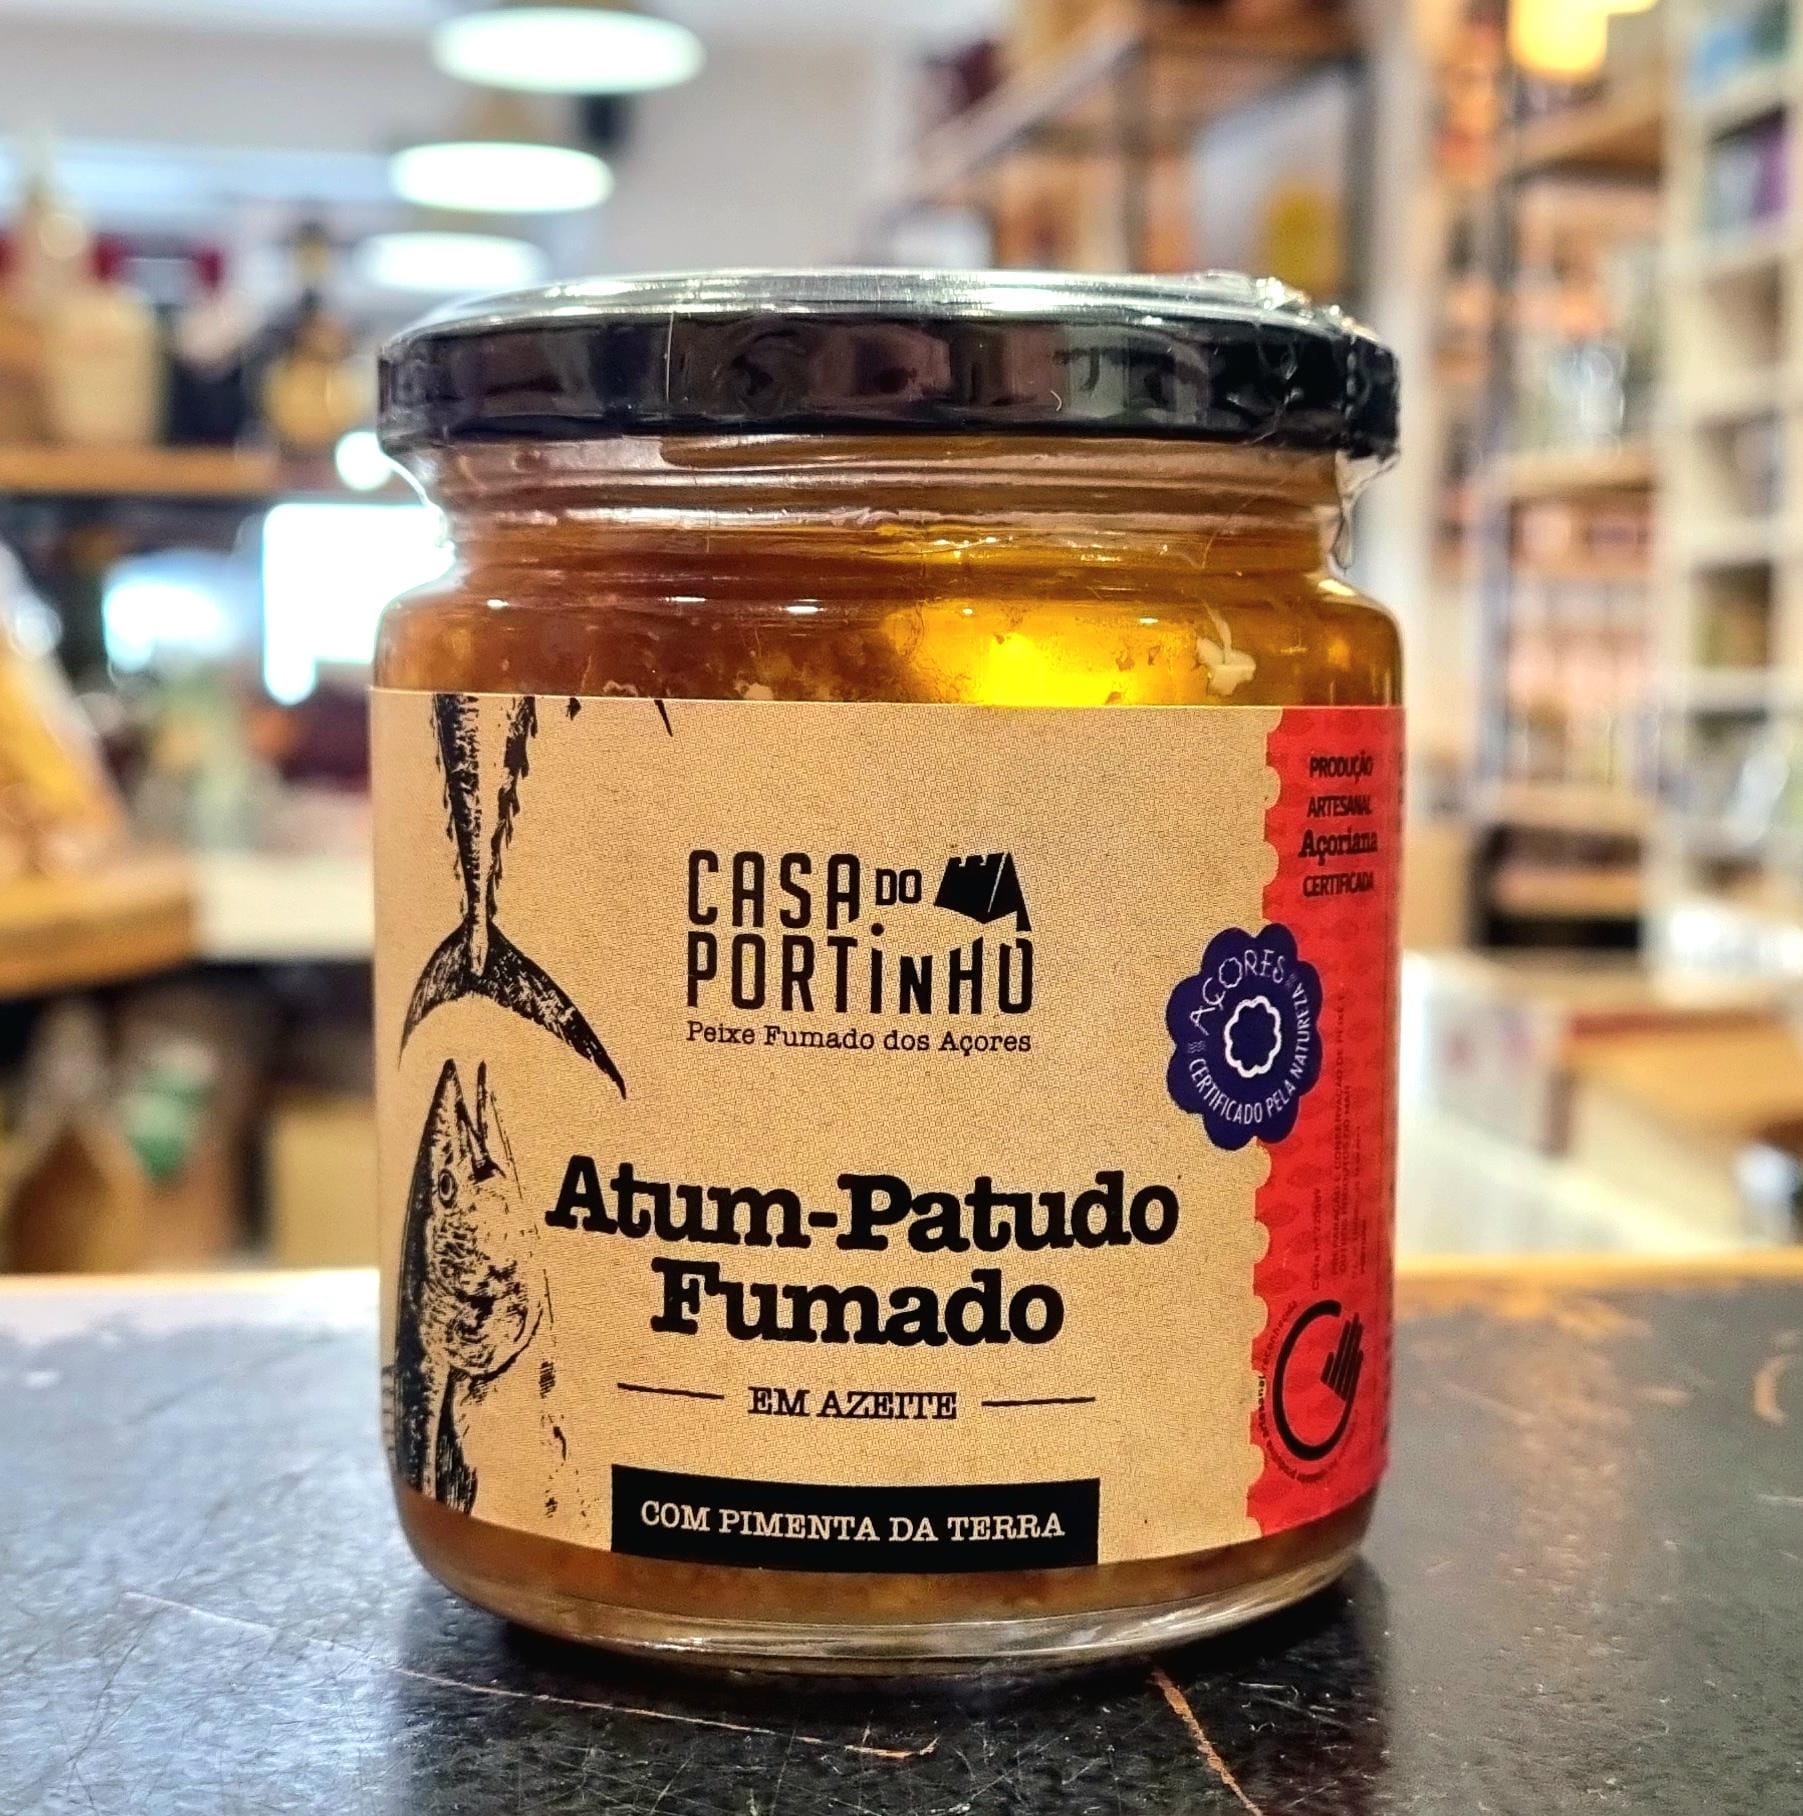 CASA DO
PORTINHO
Peixe Fumado dos Açores
Atum-Patudo
Fumado
EM AZEITE
COM PIMENTA DA TERRA
PRODUÇÃO
ARTESANAL
Açoriana
CERTIFICADA
AÇORES
CERTIFICADO PELA NATUREZA